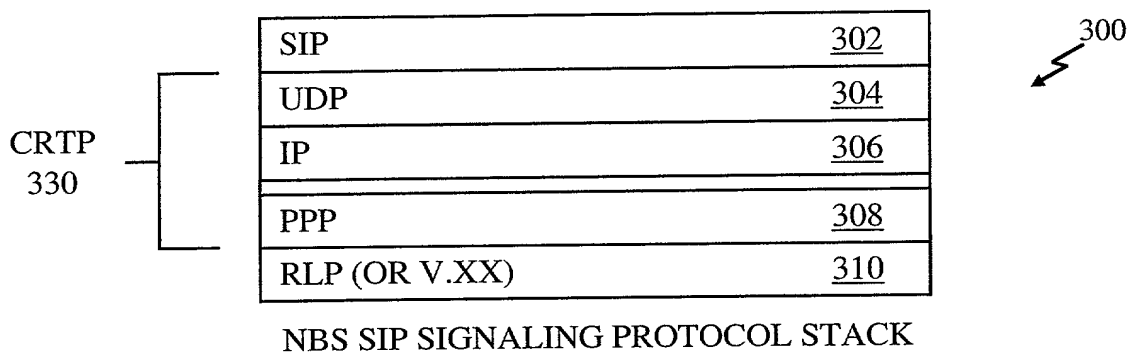 300
SIP 302
UDP 304
CRTP
330
IP 306
PPP 308
RLP (OR V.XX) 310
NBS SIP SIGNALING PROTOCOL STACK